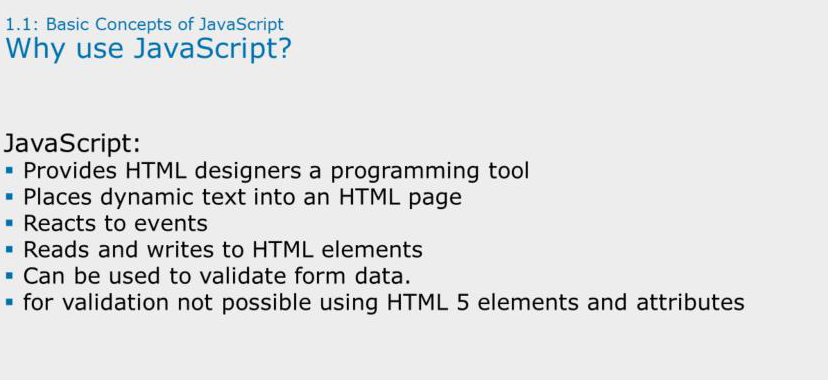 1.1: Basic Concepts of JavaScript
Why use JavaScript?
JavaScript:
▪ Provides HTML designers a programming tool
▪ Places dynamic text into an HTML page
▪ Reacts to events
▪ Reads and writes to HTML elements
▪ Can be used to validate form data.
▪ for validation not possible using HTML 5 elements and attributes